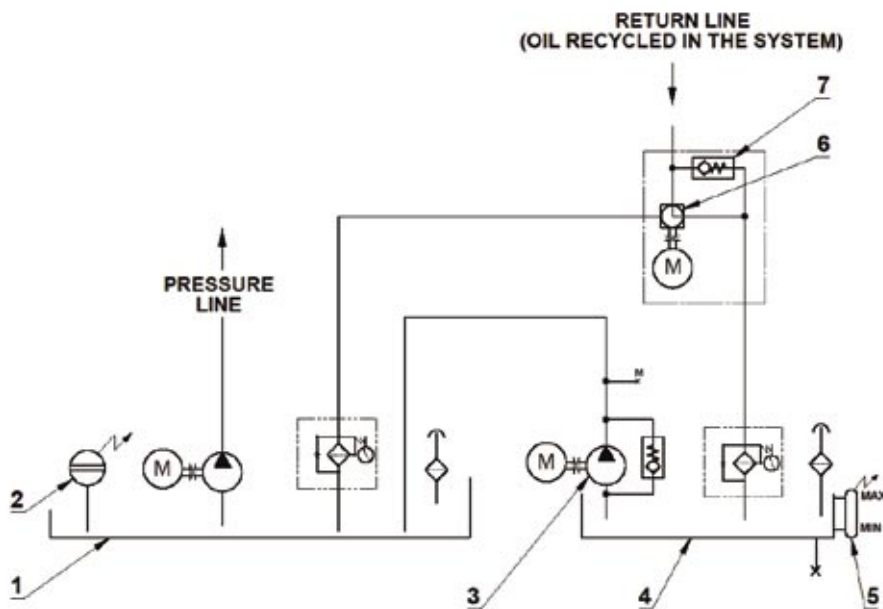 RETURN LINE
(OIL RECYCLED IN THE SYSTEM)
7
6
M
PRESSURE
LINE
M
M
M
2
MAX
MIN
1
3
4
5